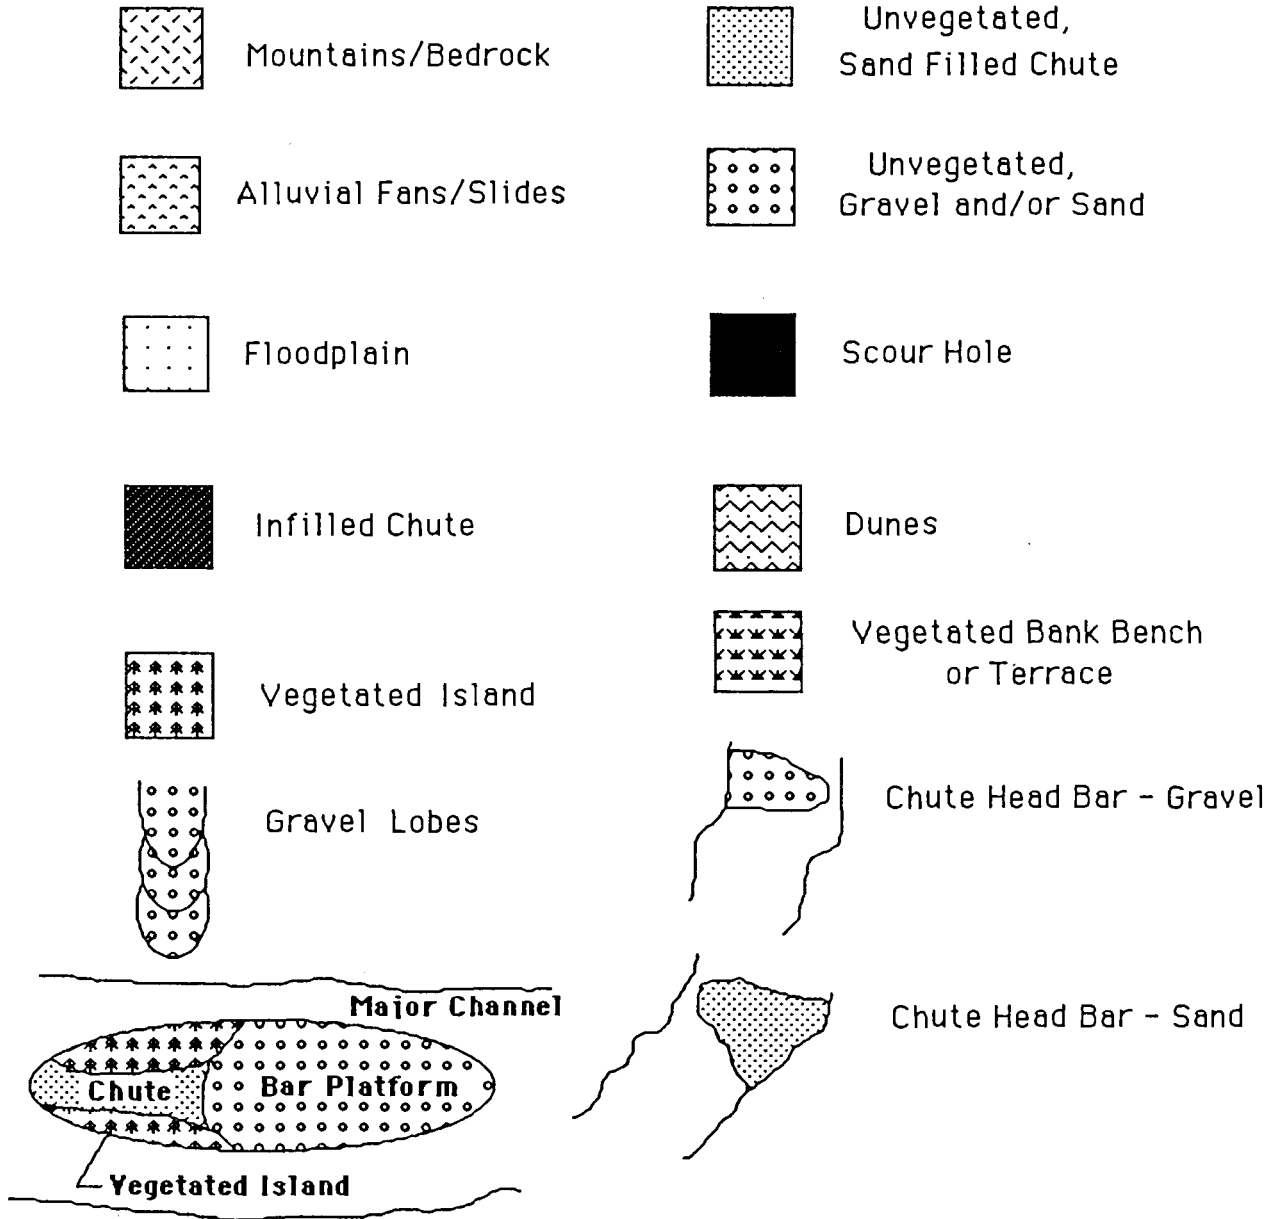 Mountains/Bedrock
Alluvial Fans/Slides
Floodplain
Infilled Chute
Vegetated Island
Gravel Lobes
Unvegetated,
Sand Filled Chute
Unvegetated,
Gravel and/or Sand
Scour Hole
Dunes
Vegetated Bank Bench
or Terrace
Chute Head Bar - Gravel
Chute Head Bar - Sand
Major Channel
Chute
Bar Platform
Vegetated Island